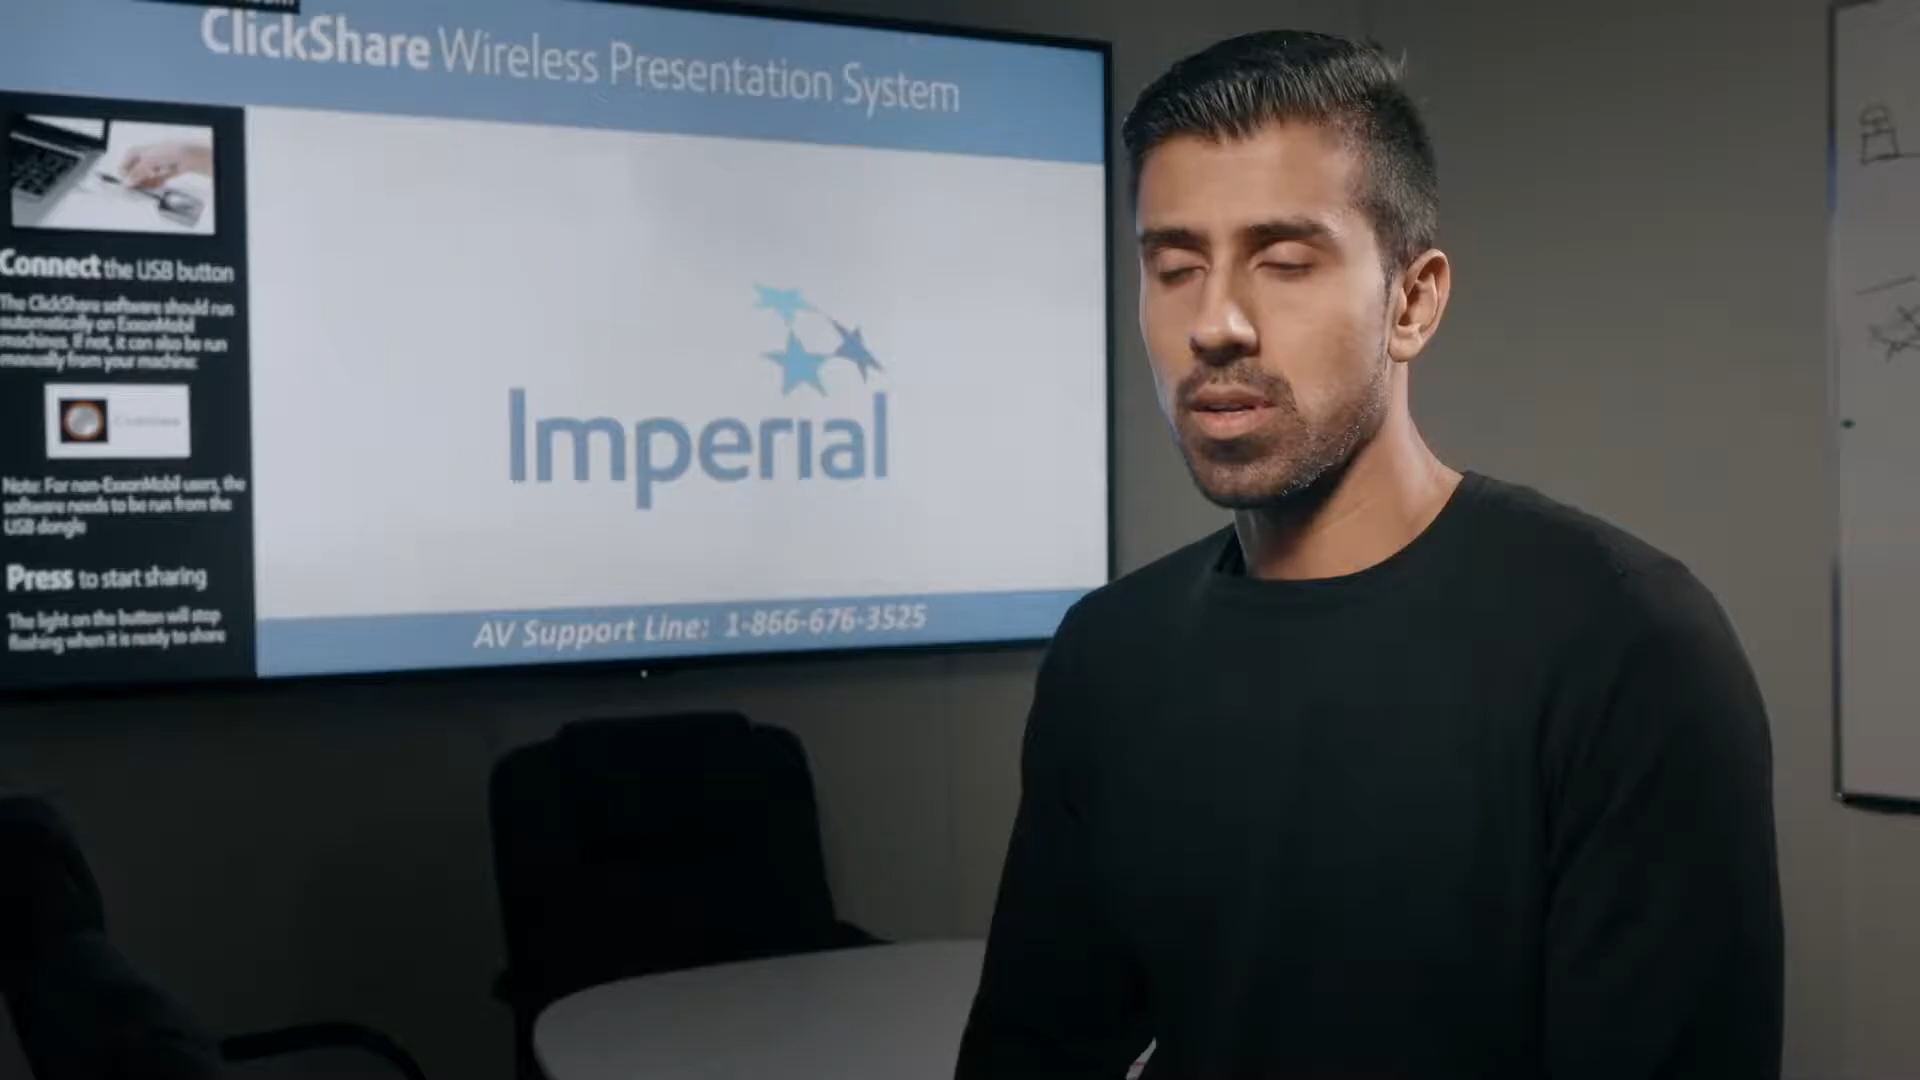 ClickShare Wireless Presentation System
Connect the USB button
The ClickShare software should run
automatically on ExxonMobil
machines. If not, it can also be run
manually from your machine:
Note: For non-ExxonMobil users, the
software needs to be run from the
USB dongle
Press to start sharing
The light on the button will stop
flashing when it is ready to share
Imperial
AV Support Line: 1-866-676-3525